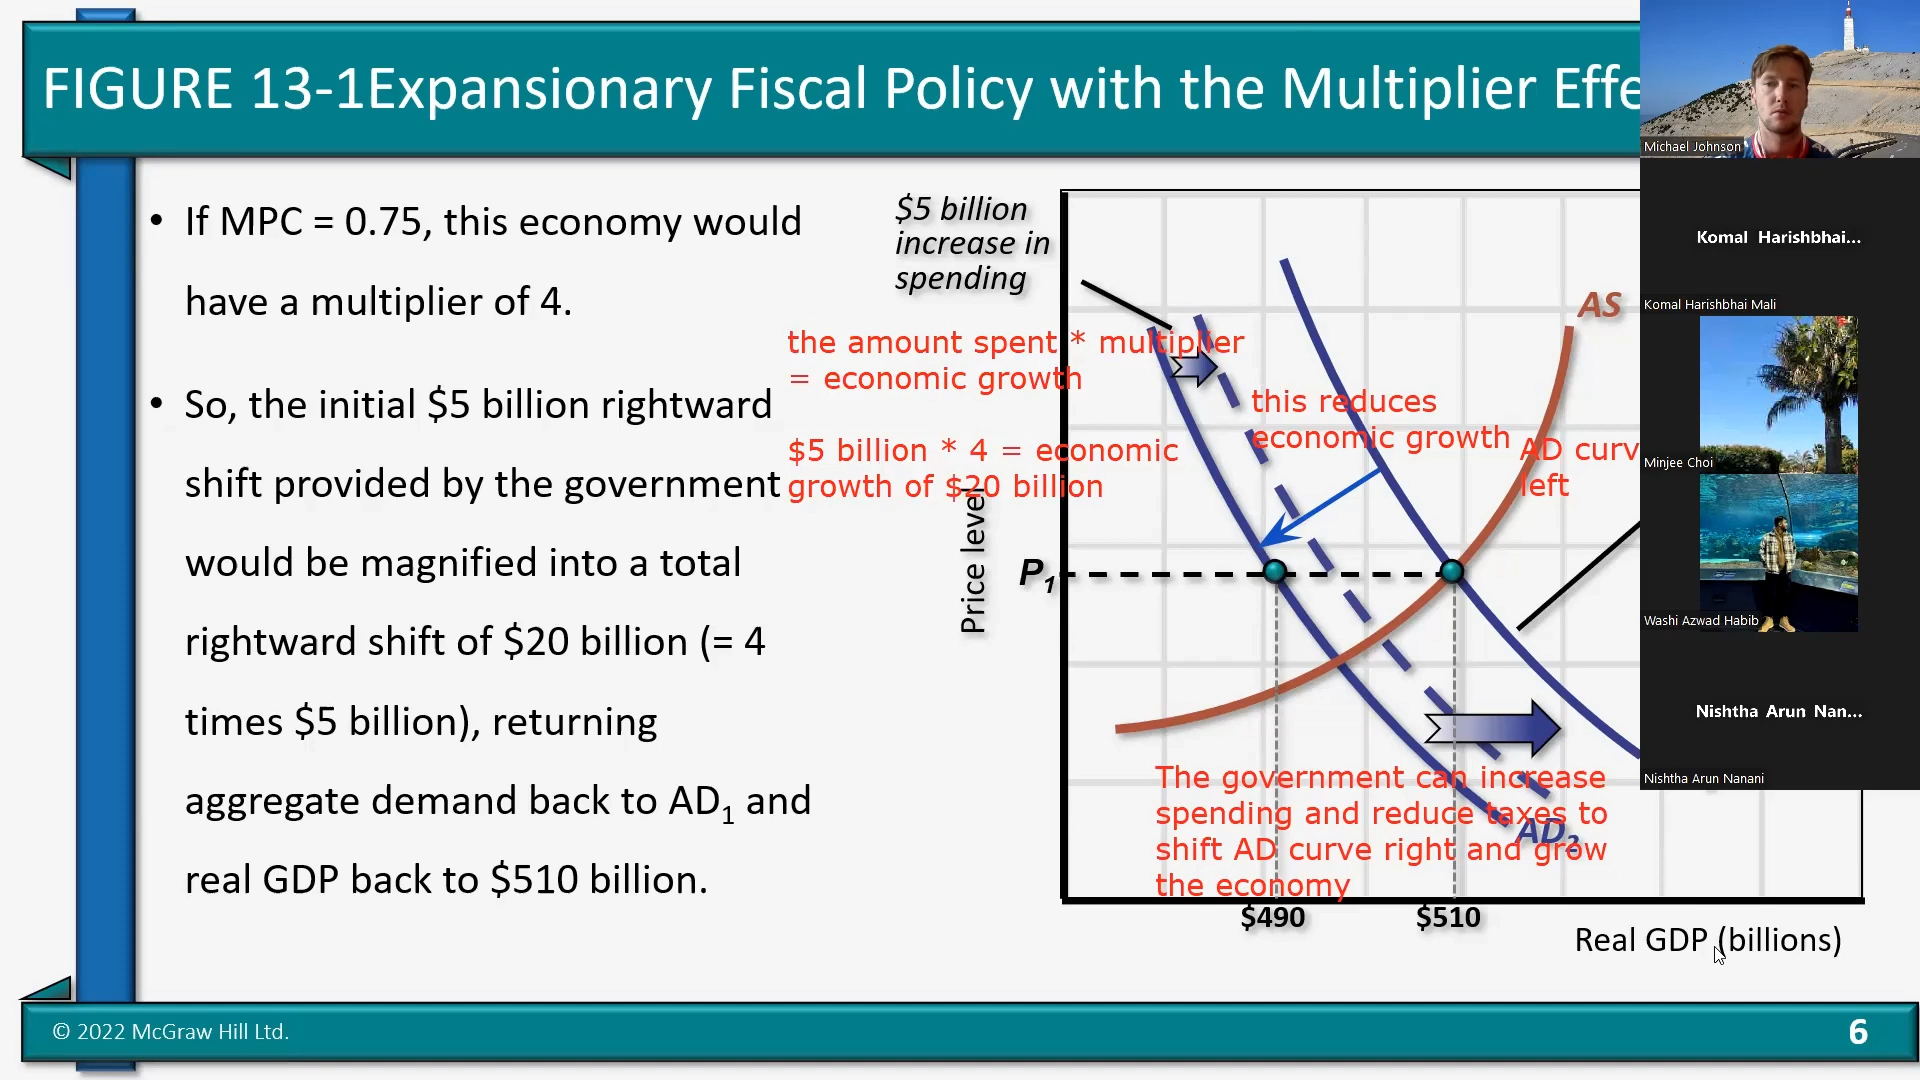 FIGURE 13-1Expansionary Fiscal Policy with the Multiplier Effe
• If MPC = 0.75, this economy would
have a multiplier of 4.
• So, the initial $5 billion rightward
shift provided by the government
would be magnified into a total
rightward shift of $20 billion (= 4
times $5 billion), returning
aggregate demand back to AD1 and
real GDP back to $510 billion.
$5 billion
increase in
spending
the amount spent * multiplier
= economic growth
$5 billion * 4 = economic
growth of $20 billion
this reduces
economic growth
AD curv
left
AS
Price level
P1
The government can increase
spending and reduce taxes to
shift AD curve right and grow
the economy
AD2
$490
$510
Real GDP (billions)
Michael Johnson
Komal Harishbhai...
Komal Harishbhai Mali
Minjee Choi
Washi Azwad Habib
Nishtha Arun Nan...
Nishtha Arun Nanani
© 2022 McGraw Hill Ltd.
6